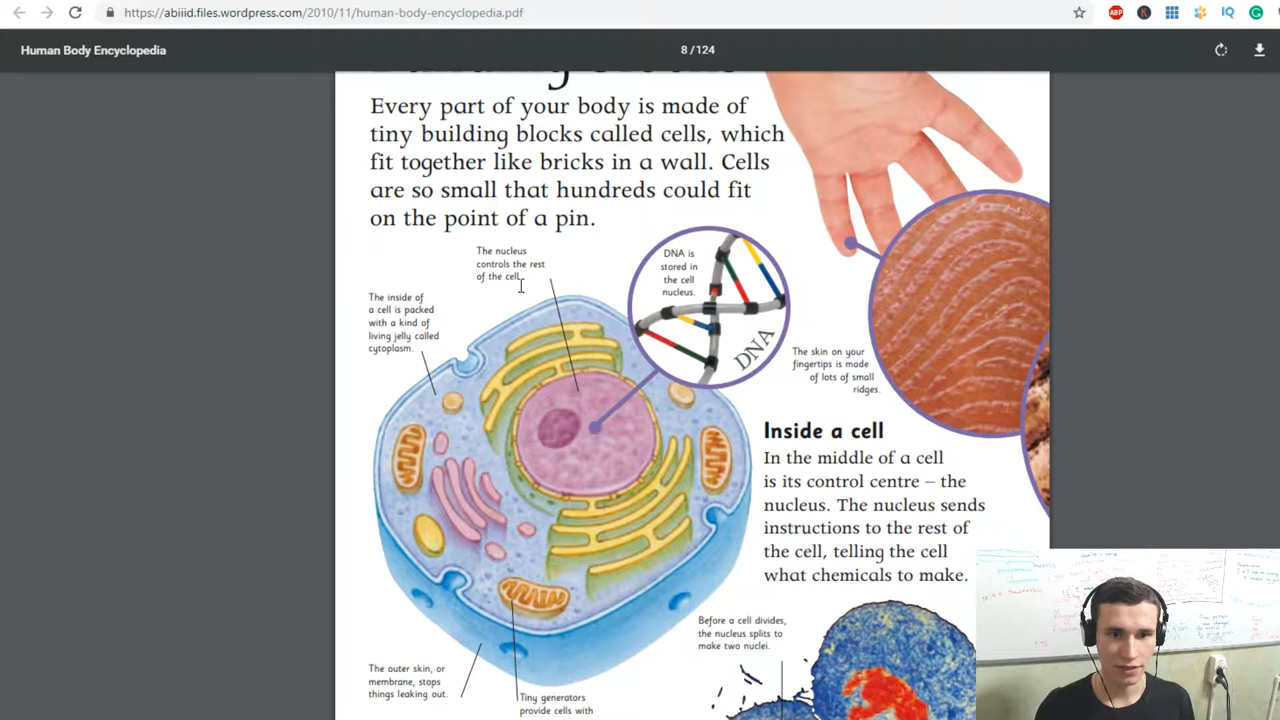 https://abiiid.files.wordpress.com/2010/11/human-body-encyclopedia.pdf
ABP
K
IQ
G
Human Body Encyclopedia
8 / 124
Every part of your body is made of
tiny building blocks called cells, which
fit together like bricks in a wall. Cells
are so small that hundreds could fit
on the point of a pin.
The nucleus
controls the rest
of the cell.
DNA is
stored in
the cell
nucleus.
DNA
The inside of
a cell is packed
with a kind of
living jelly called
cytoplasm.
The skin on your
fingertips is made
of lots of small
ridges.
Inside a cell
In the middle of a cell
is its control centre – the
nucleus. The nucleus sends
instructions to the rest of
the cell, telling the cell
what chemicals to make.
Before a cell divides,
the nucleus splits to
make two nuclei.
The outer skin, or
membrane, stops
things leaking out.
Tiny generators
provide cells with